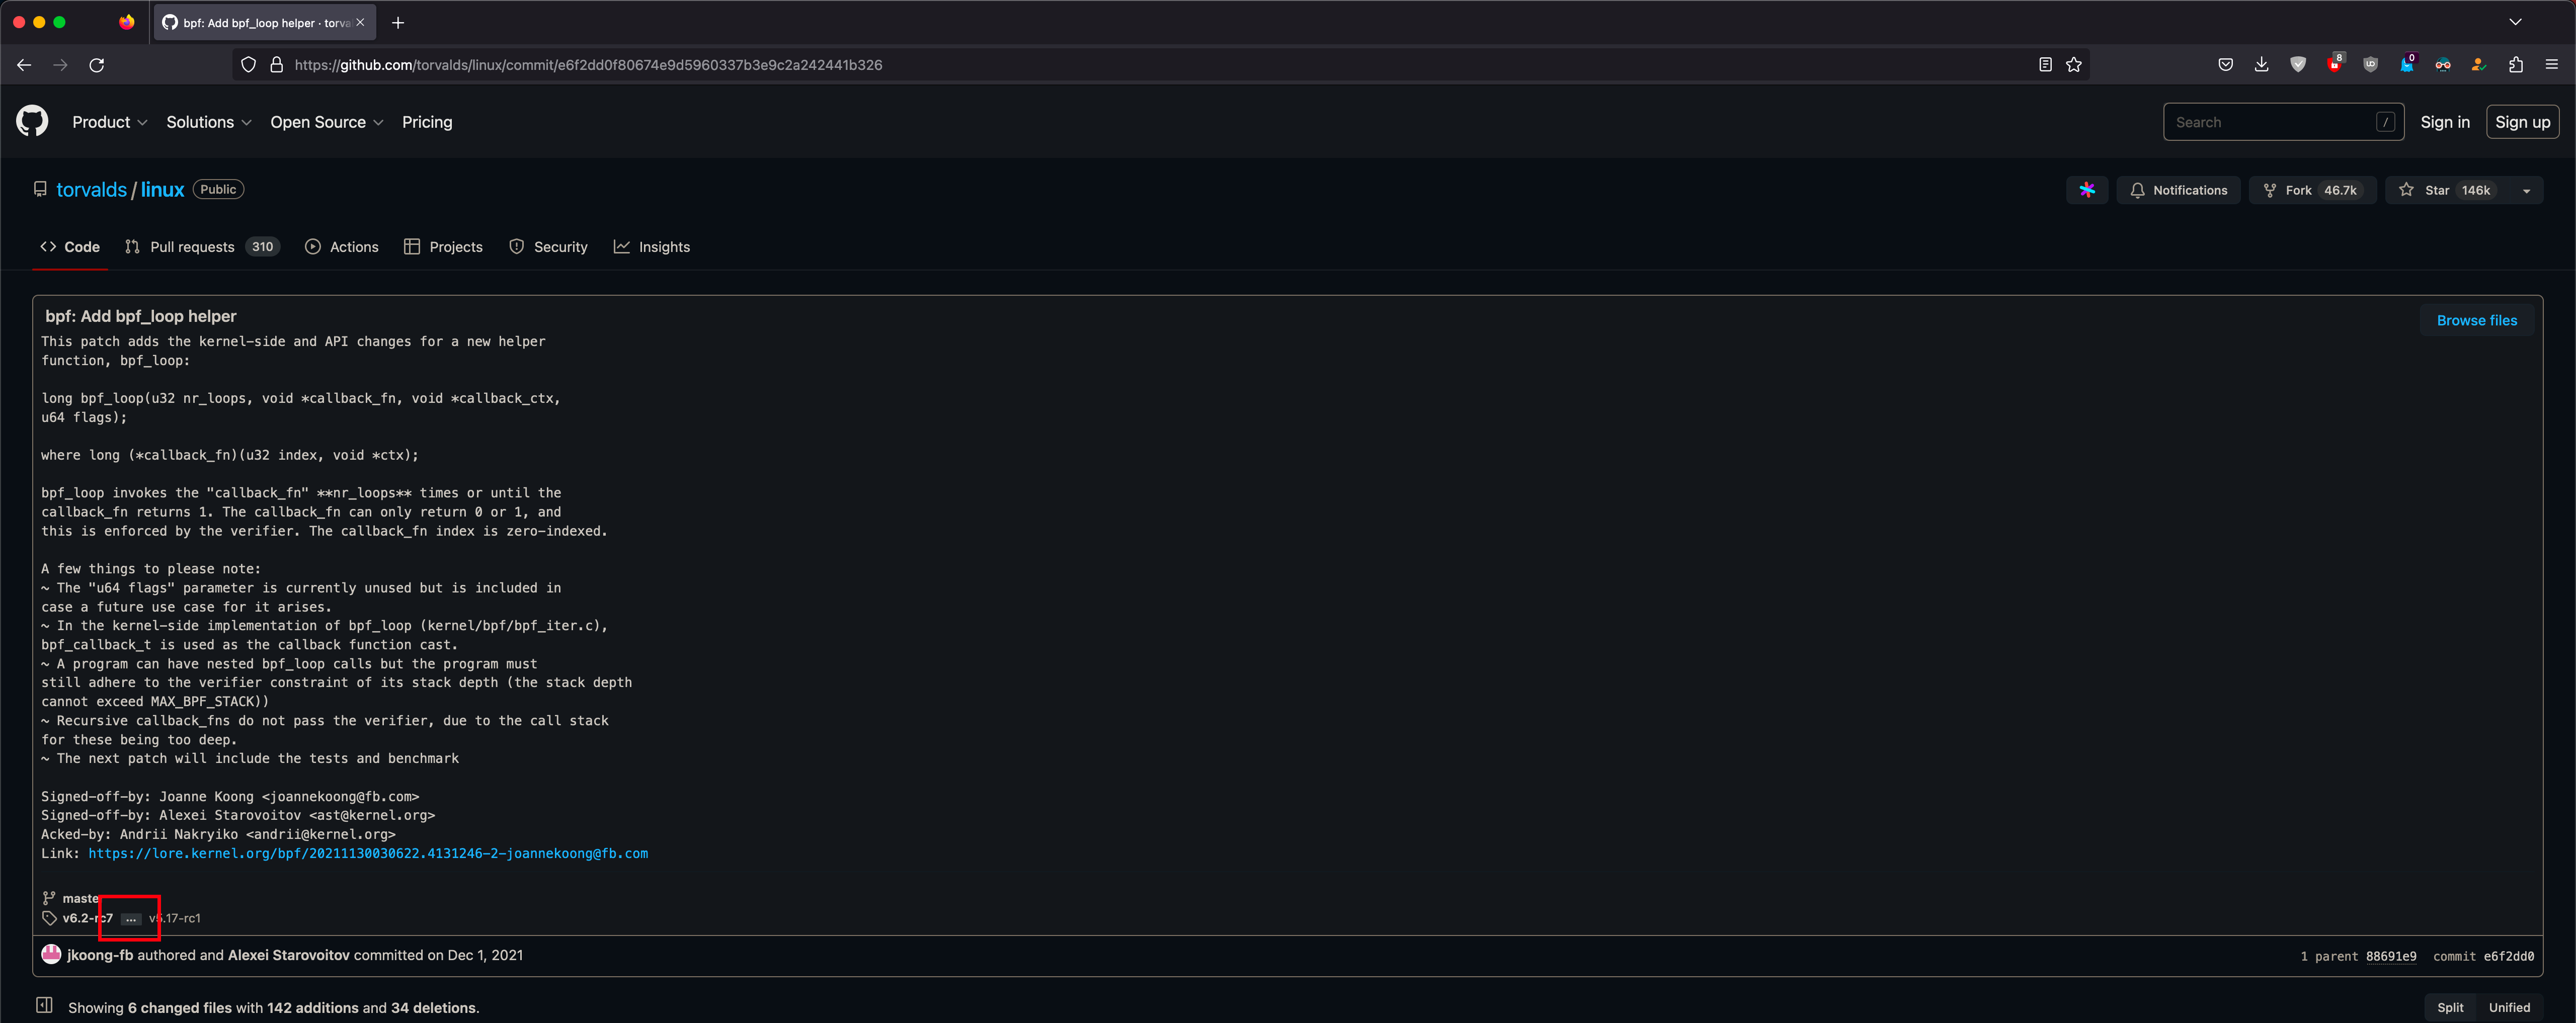 bpf: Add bpf_loop helper · torva
https://github.com/torvalds/linux/commit/e6f2dd0f80674e9d5960337b3e9c2a242441b326
8
0
Product
Solutions
Open Source
Pricing
Search
/
Sign in
Sign up
torvalds / linux
Public
Notifications
Fork 46.7k
Star 146k
Code
Pull requests 310
Actions
Projects
Security
Insights
bpf: Add bpf_loop helper
Browse files
This patch adds the kernel-side and API changes for a new helper
function, bpf_loop:
long bpf_loop(u32 nr_loops, void *callback_fn, void *callback_ctx,
u64 flags);
where long (*callback_fn)(u32 index, void *ctx);
bpf_loop invokes the "callback_fn" **nr_loops** times or until the
callback_fn returns 1. The callback_fn can only return 0 or 1, and
this is enforced by the verifier. The callback_fn index is zero-indexed.
A few things to please note:
~ The "u64 flags" parameter is currently unused but is included in
case a future use case for it arises.
~ In the kernel-side implementation of bpf_loop (kernel/bpf/bpf_iter.c),
bpf_callback_t is used as the callback function cast.
~ A program can have nested bpf_loop calls but the program must
still adhere to the verifier constraint of its stack depth (the stack depth
cannot exceed MAX_BPF_STACK))
~ Recursive callback_fns do not pass the verifier, due to the call stack
for these being too deep.
~ The next patch will include the tests and benchmark
Signed-off-by: Joanne Koong <joannekoong@fb.com>
Signed-off-by: Alexei Starovoitov <ast@kernel.org>
Acked-by: Andrii Nakryiko <andrii@kernel.org>
Link: https://lore.kernel.org/bpf/20211130030622.4131246-2-joannekoong@fb.com
master
v6.2-rc7 … v5.17-rc1
jkoong-fb authored and Alexei Starovoitov committed on Dec 1, 2021
1 parent 88691e9 commit e6f2dd0
Showing 6 changed files with 142 additions and 34 deletions.
Split
Unified